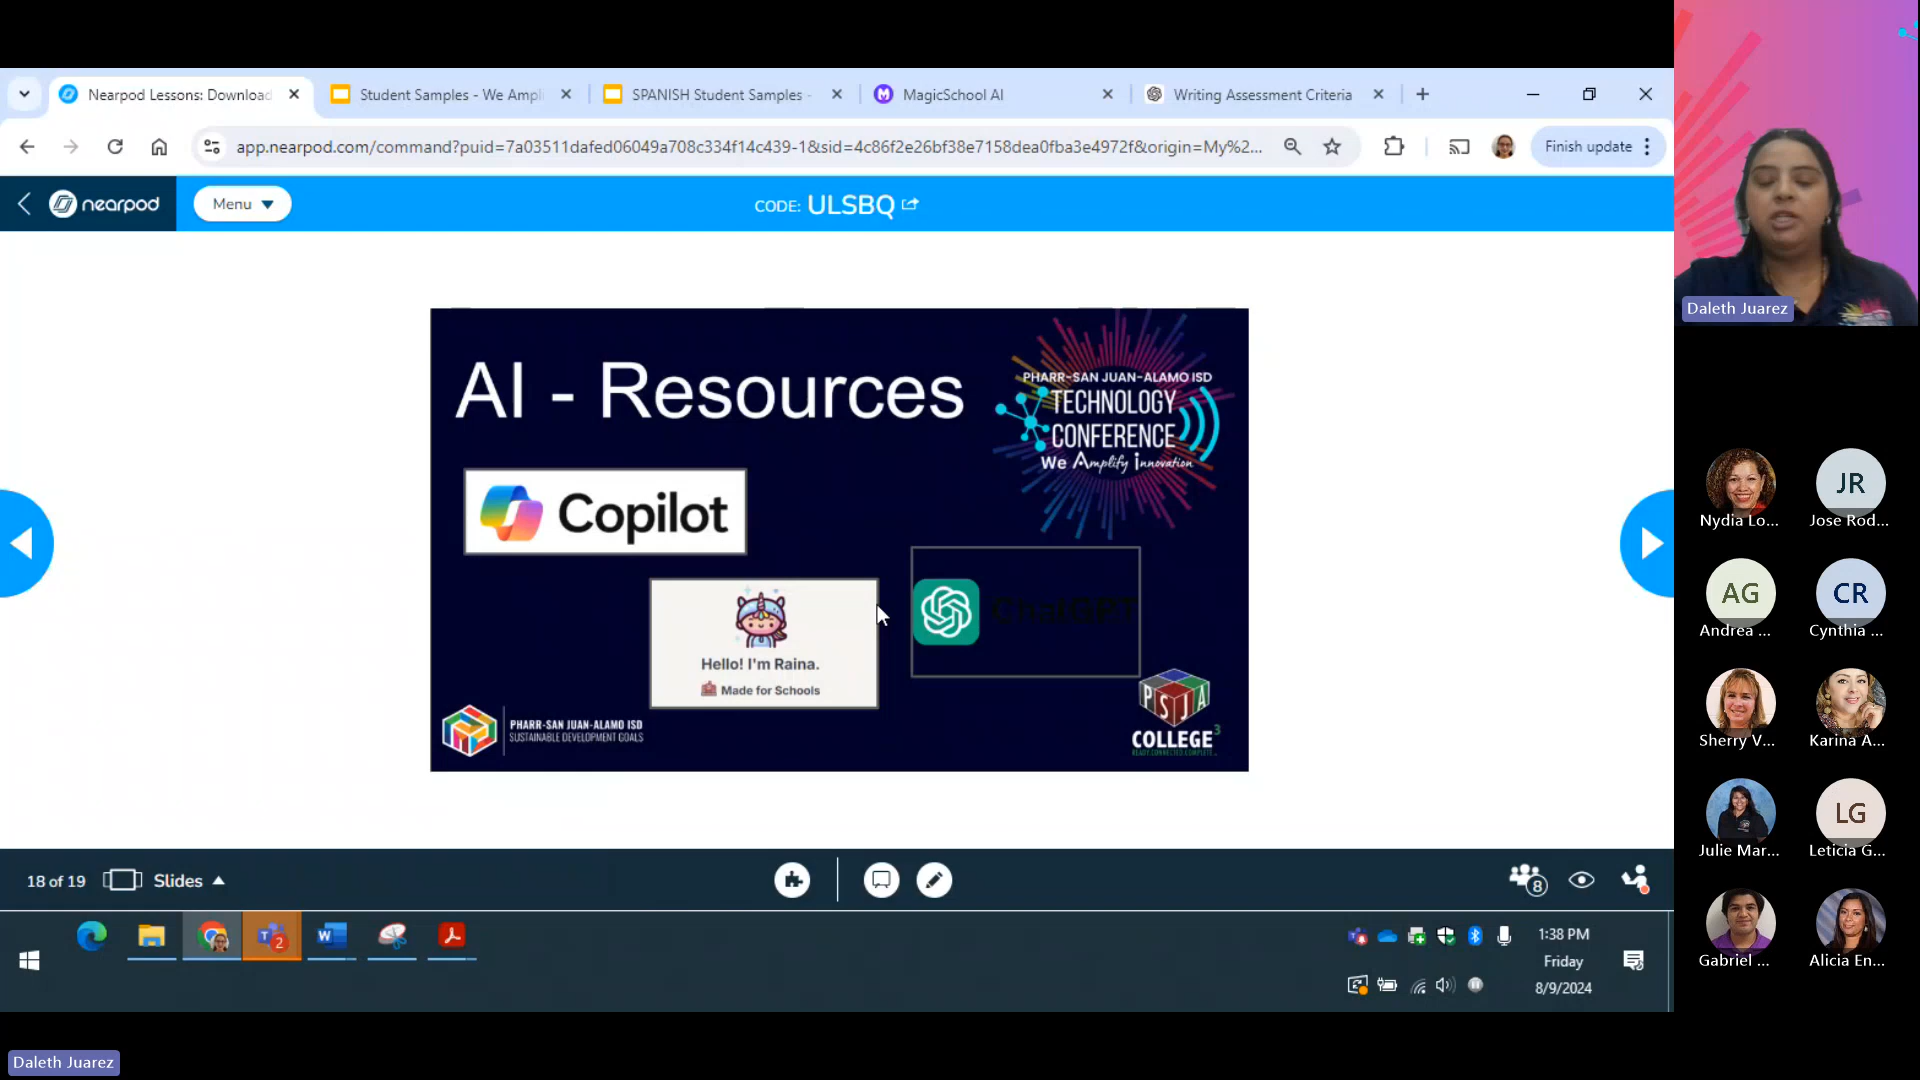 Nearpod Lessons: Download
Student Samples - We Ampl
SPANISH Student Samples -
MagicSchool AI
Writing Assessment Criteria
app.nearpod.com/command?puid=7a03511dafed06049a708c334f14c439-1&sid=4c86f2e26bf38e7158dea0fba3e4972f&origin=My%2...
Finish update
nearpod
Menu
CODE: ULSBQ
AI - Resources
PHARR-SAN JUAN-ALAMO ISD
TECHNOLOGY
CONFERENCE
We Amplify Innovation
Copilot
Hello! I'm Raina.
Made for Schools
ChatGPT
PHARR-SAN JUAN-ALAMO ISD
SUSTAINABLE DEVELOPMENT GOALS
PSJA
COLLEGE³
READY CONNECTED COMPLETE
18 of 19
Slides
8
2
1:38 PM
Friday
8/9/2024
Daleth Juarez
Nydia Lo...
JR
Jose Rod...
AG
Andrea ...
CR
Cynthia ...
Sherry V...
Karina A...
Julie Mar...
LG
Leticia G...
Gabriel ...
Alicia En...
Daleth Juarez